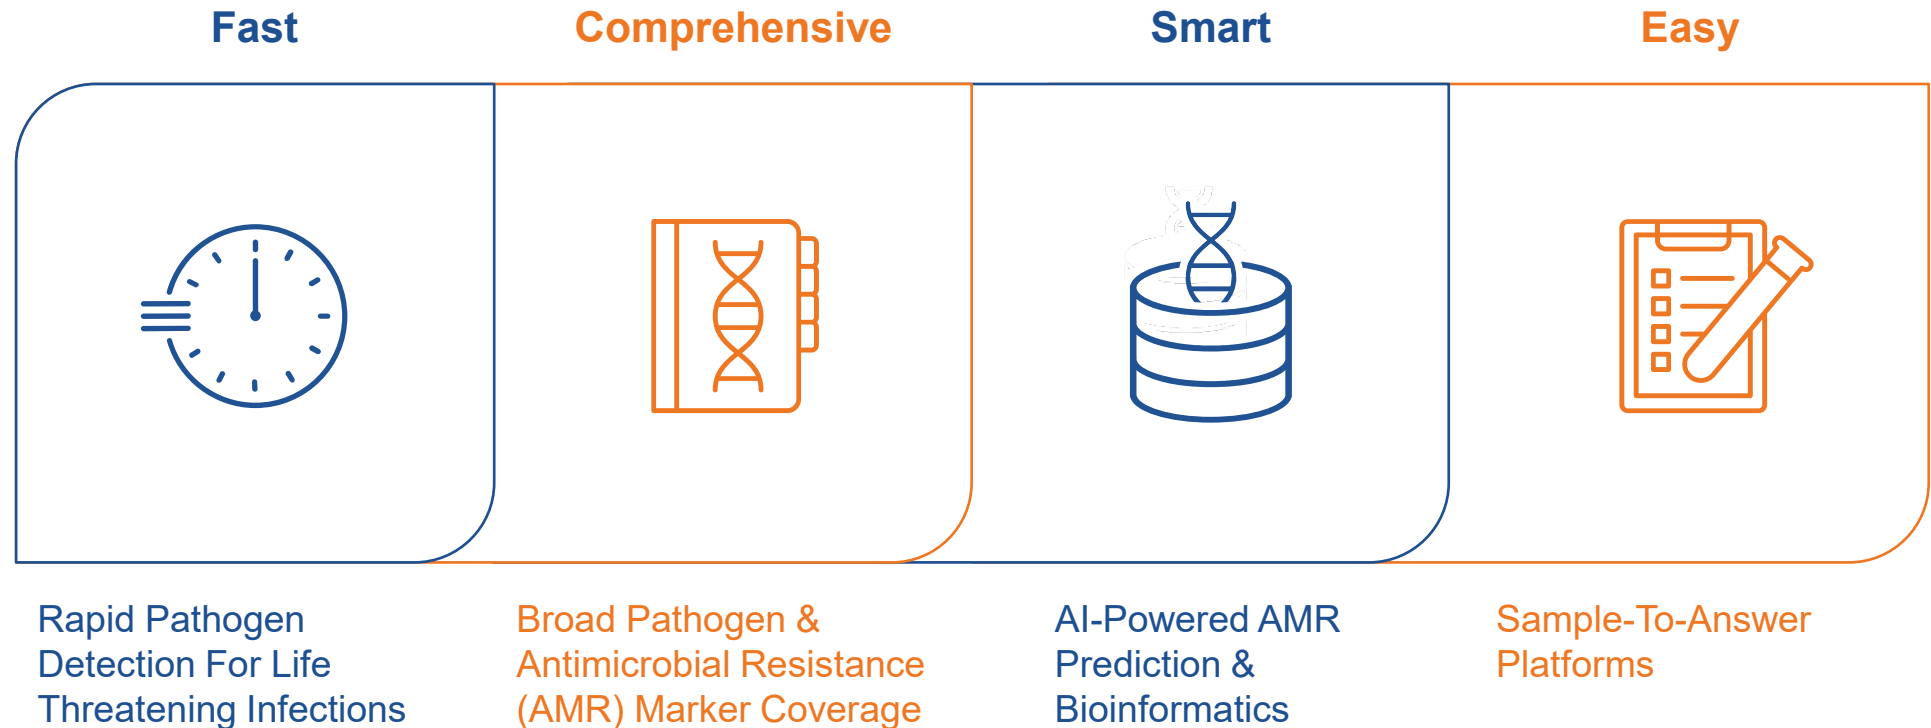 Fast
Comprehensive
Smart
Easy
Rapid Pathogen
Detection For Life
Threatening Infections
Broad Pathogen &
Antimicrobial Resistance
(AMR) Marker Coverage
AI-Powered AMR
Prediction &
Bioinformatics
Sample-To-Answer
Platforms